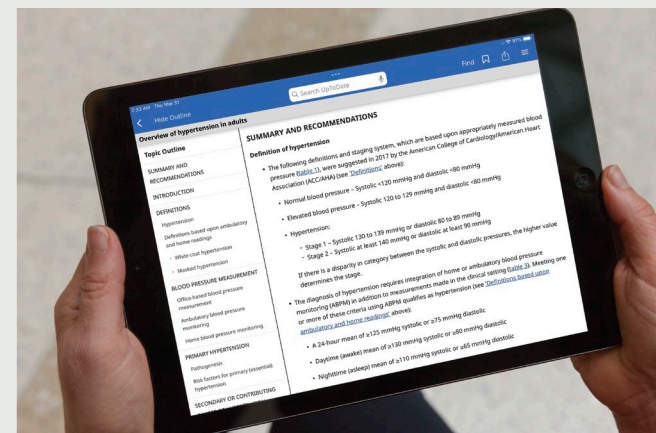 7:33 AM Thu Mar 31
97%
Hide Outline
Search UpToDate
Find
Overview of hypertension in adults
Topic Outline
SUMMARY AND
RECOMMENDATIONS
INTRODUCTION
DEFINITIONS
Hypertension
Definitions based upon ambulatory
and home readings
• White coat hypertension
• Masked hypertension
BLOOD PRESSURE MEASUREMENT
Office-based blood pressure
measurement
Ambulatory blood pressure
monitoring
Home blood pressure monitoring
PRIMARY HYPERTENSION
Pathogenesis
Risk factors for primary (essential)
hypertension
SECONDARY OR CONTRIBUTING
SUMMARY AND RECOMMENDATIONS
Definition of hypertension
• The following definitions and staging system, which are based upon appropriately measured blood
pressure (table 1), were suggested in 2017 by the American College of Cardiology/American Heart
Association (ACC/AHA) (see 'Definitions' above):
• Normal blood pressure – Systolic <120 mmHg and diastolic <80 mmHg
• Elevated blood pressure – Systolic 120 to 129 mmHg and diastolic <80 mmHg
• Hypertension:
- Stage 1 – Systolic 130 to 139 mmHg or diastolic 80 to 89 mmHg
- Stage 2 – Systolic at least 140 mmHg or diastolic at least 90 mmHg
If there is a disparity in category between the systolic and diastolic pressures, the higher value
determines the stage.
• The diagnosis of hypertension requires integration of home or ambulatory blood pressure
monitoring (ABPM) in addition to measurements made in the clinical setting (table 3). Meeting one
or more of these criteria using ABPM qualifies as hypertension (see 'Definitions based upon
ambulatory and home readings' above):
• A 24-hour mean of ≥125 mmHg systolic or ≥75 mmHg diastolic
• Daytime (awake) mean of ≥130 mmHg systolic or ≥80 mmHg diastolic
• Nighttime (asleep) mean of ≥110 mmHg systolic or ≥65 mmHg diastolic